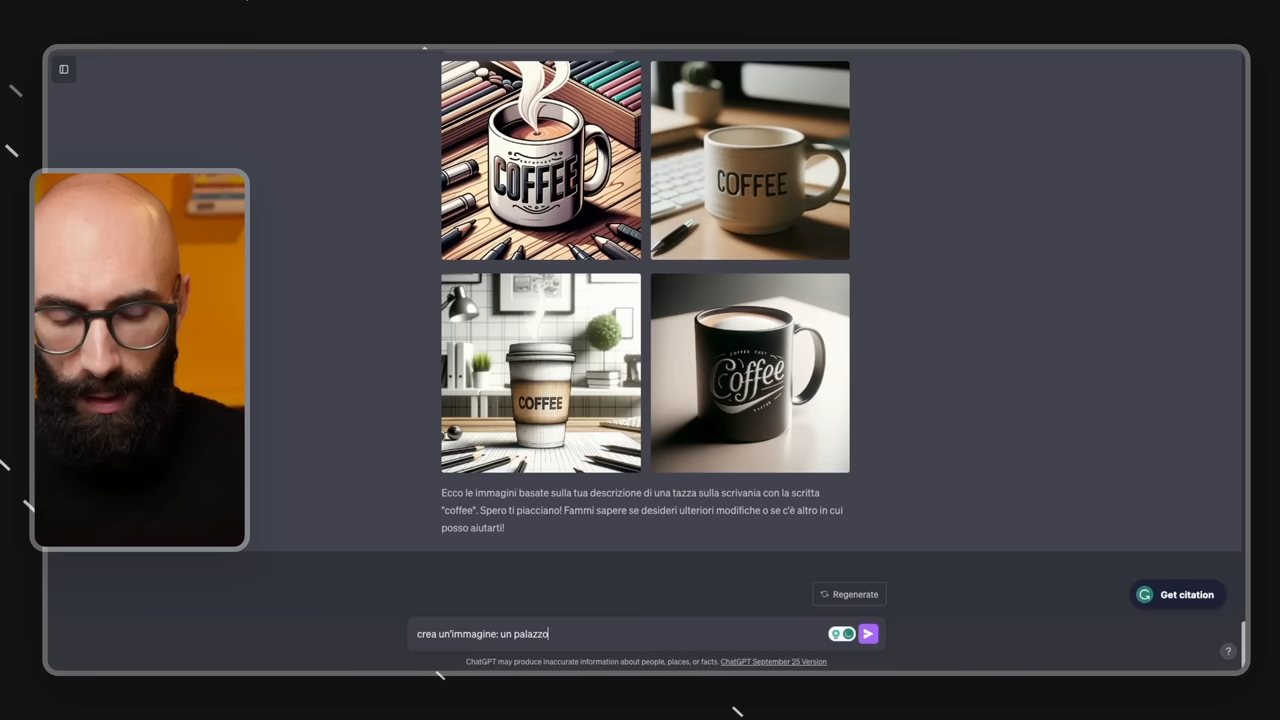 COFFEE
COFFEE
COFFEE
Coffee
Ecco le immagini basate sulla tua descrizione di una tazza sulla scrivania con la scritta
"coffee". Spero ti piacciano! Fammi sapere se desideri ulteriori modifiche o se c'è altro in cui
posso aiutarti!
Regenerate
Get citation
crea un'immagine: un palazzo
ChatGPT may produce inaccurate information about people, places, or facts. ChatGPT September 25 Version
?